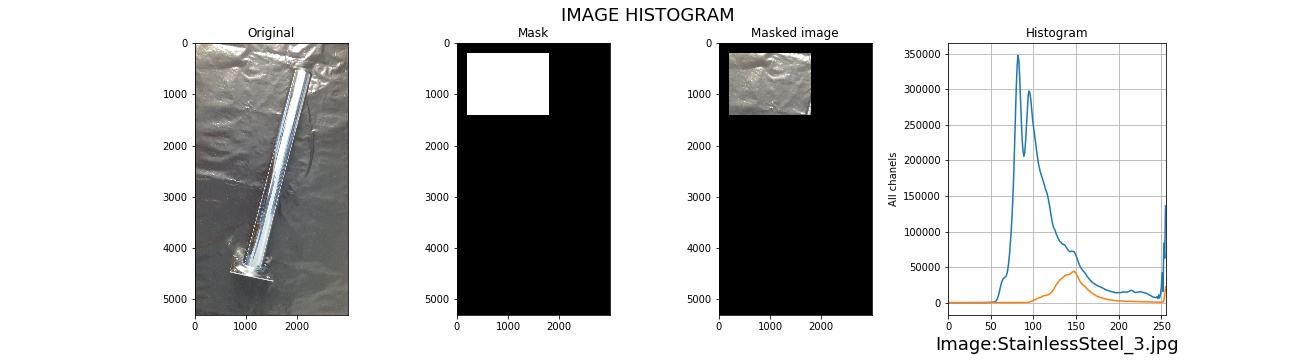 IMAGE HISTOGRAM
Original
Mask
Masked image
Histogram
0
1000
2000
3000
4000
5000
0 1000 2000
0
1000
2000
3000
4000
5000
0 1000 2000
0
1000
2000
3000
4000
5000
0 1000 2000
All chanels
350000
300000
250000
200000
150000
100000
50000
0
0 50 100 150 200 250
Image:StainlessSteel_3.jpg